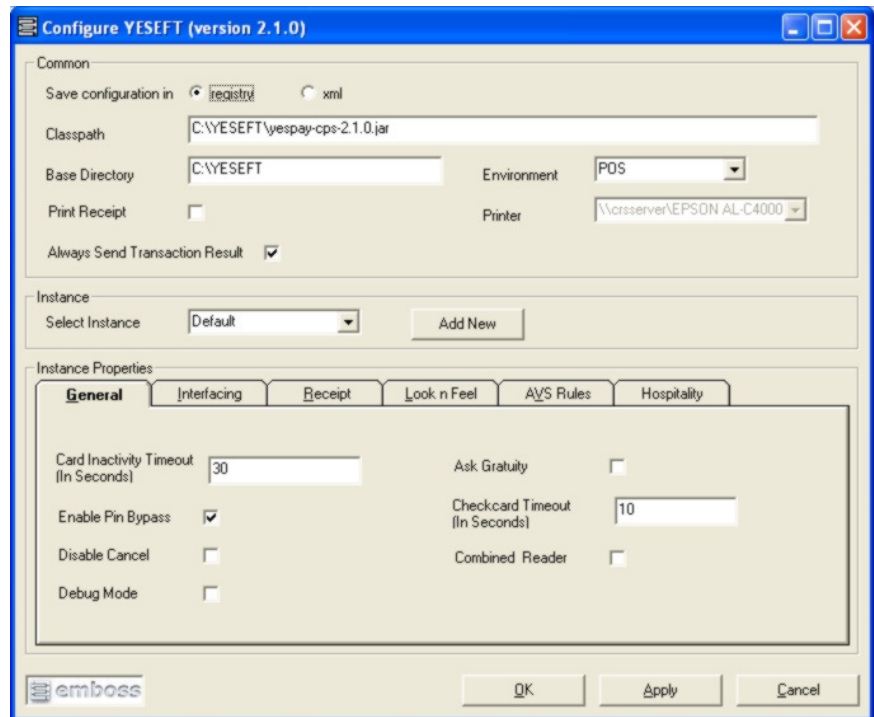 Configure YESEFT (version 2.1.0)
Common
Save configuration in registry xml
Classpath C:\YESEFT\yespay-cps-2.1.0.jar
Base Directory C:\YESEFT Environment POS
Print Receipt Printer \\crsserver\EPSON AL-C4000
Always Send Transaction Result
Instance
Select Instance Default Add New
Instance Properties
General Interfacing Receipt Look n Feel AVS Rules Hospitality
Card Inactivity Timeout
(In Seconds) 30 Ask Gratuity
Enable Pin Bypass Checkcard Timeout
(In Seconds) 10
Disable Cancel Combined Reader
Debug Mode
emboss OK Apply Cancel